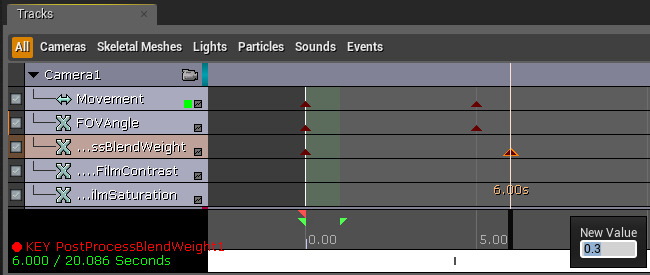 Tracks
All Cameras Skeletal Meshes Lights Particles Sounds Events
Camera1
Movement
FOVAngle
...ssBlendWeight
...FilmContrast
...ilmSaturation
6.00s
KEY PostProcessBlendWeight0
0.00
5.00
6.000 / 20.086 Seconds
New Value
0.3